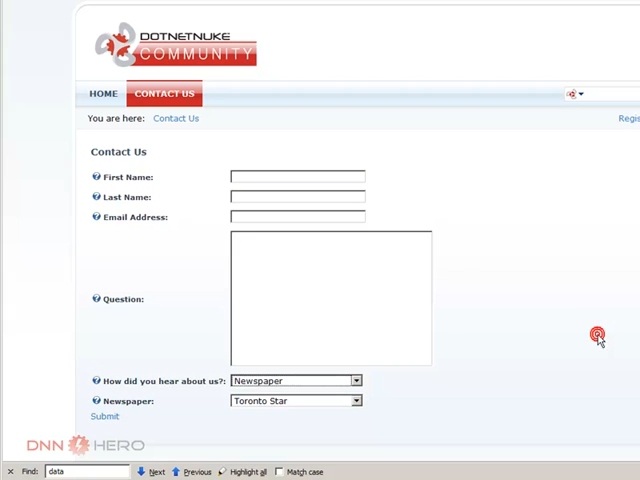 DOTNETNUKE
COMMUNITY
HOME CONTACT US
You are here: Contact Us
Contact Us
First Name:
Last Name:
Email Address:
Question:
How did you hear about us?: Newspaper
Newspaper: Toronto Star
Submit
DNN HERO
Find: data Next Previous Highlight all Match case